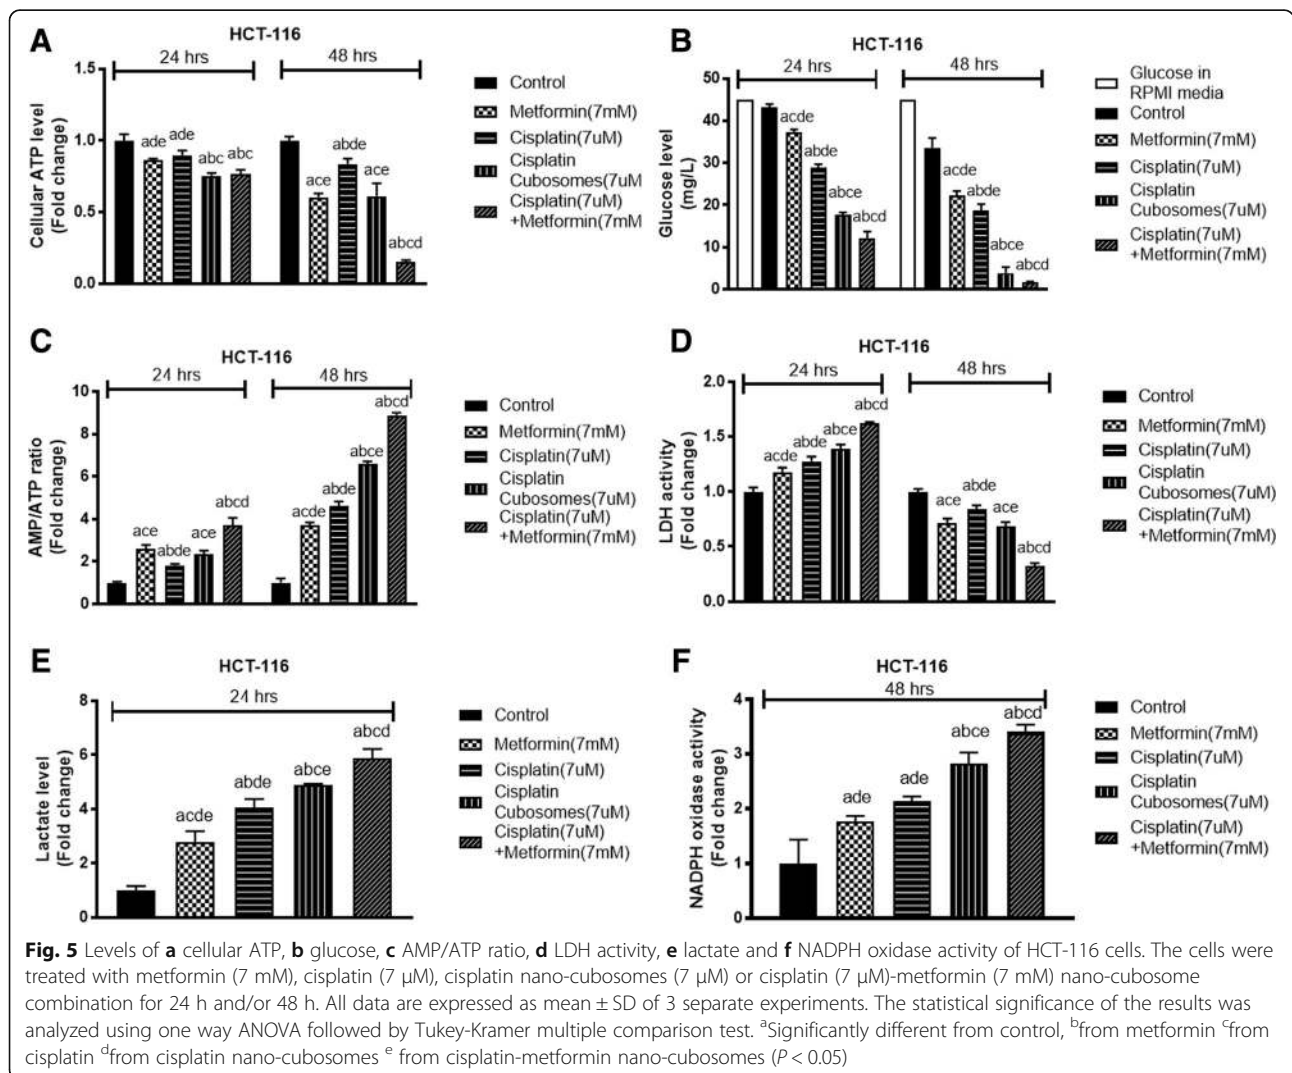 A
HCT-116
24 hrs
48 hrs
Cellular ATP level
(Fold change)
1.5
1.0
0.5
0.0
ade
ade
abc
abc
ace
abde
ace
abcd
Control
Metformin(7mM)
Cisplatin(7uM)
Cisplatin
Cubosomes(7uM
Cisplatin(7uM)
+Metformin(7mM
B
HCT-116
24 hrs
48 hrs
Glucose level
(mg/L)
50
40
30
20
10
0
acde
abde
abce
abcd
acde
abde
abce
abcd
Glucose in
RPMI media
Control
Metformin(7mM)
Cisplatin(7uM)
Cisplatin
Cubosomes(7uM)
Cisplatin(7uM)
+Metformin(7mM)
C
HCT-116
24 hrs
48 hrs
AMP/ATP ratio
(Fold change)
10
8
6
4
2
0
ace
abde
ace
abcd
acde
abde
abce
abcd
Control
Metformin(7mM)
Cisplatin(7uM)
Cisplatin
Cubosomes(7uM)
Cisplatin(7uM)
+Metformin(7mM)
D
HCT-116
24 hrs
48 hrs
LDH activity
(Fold change)
2.0
1.5
1.0
0.5
0.0
acde
abde
abce
abcd
ace
abde
ace
abcd
Control
Metformin(7mM)
Cisplatin(7uM)
Cisplatin
Cubosomes(7uM)
Cisplatin(7uM)
+Metformin(7mM)
E
HCT-116
24 hrs
Lactate level
(Fold change)
8
6
4
2
0
acde
abde
abce
abcd
Control
Metformin(7mM)
Cisplatin(7uM)
Cisplatin
Cubosomes(7uM)
Cisplatin(7uM)
+Metformin(7mM)
F
HCT-116
48 hrs
NADPH oxidase activity
(Fold change)
4
3
2
1
0
ade
ade
abce
abcd
Control
Metformin(7mM)
Cisplatin(7uM)
Cisplatin
Cubosomes(7uM)
Cisplatin(7uM)
+Metformin(7mM)
Fig. 5 Levels of a cellular ATP, b glucose, c AMP/ATP ratio, d LDH activity, e lactate and f NADPH oxidase activity of HCT-116 cells. The cells were
treated with metformin (7 mM), cisplatin (7 μM), cisplatin nano-cubosomes (7 μM) or cisplatin (7 μM)-metformin (7 mM) nano-cubosome
combination for 24 h and/or 48 h. All data are expressed as mean ± SD of 3 separate experiments. The statistical significance of the results was
analyzed using one way ANOVA followed by Tukey-Kramer multiple comparison test. ᵃSignificantly different from control, ᵇfrom metformin ᶜfrom
cisplatin ᵈfrom cisplatin nano-cubosomes ᵉ from cisplatin-metformin nano-cubosomes (P < 0.05)